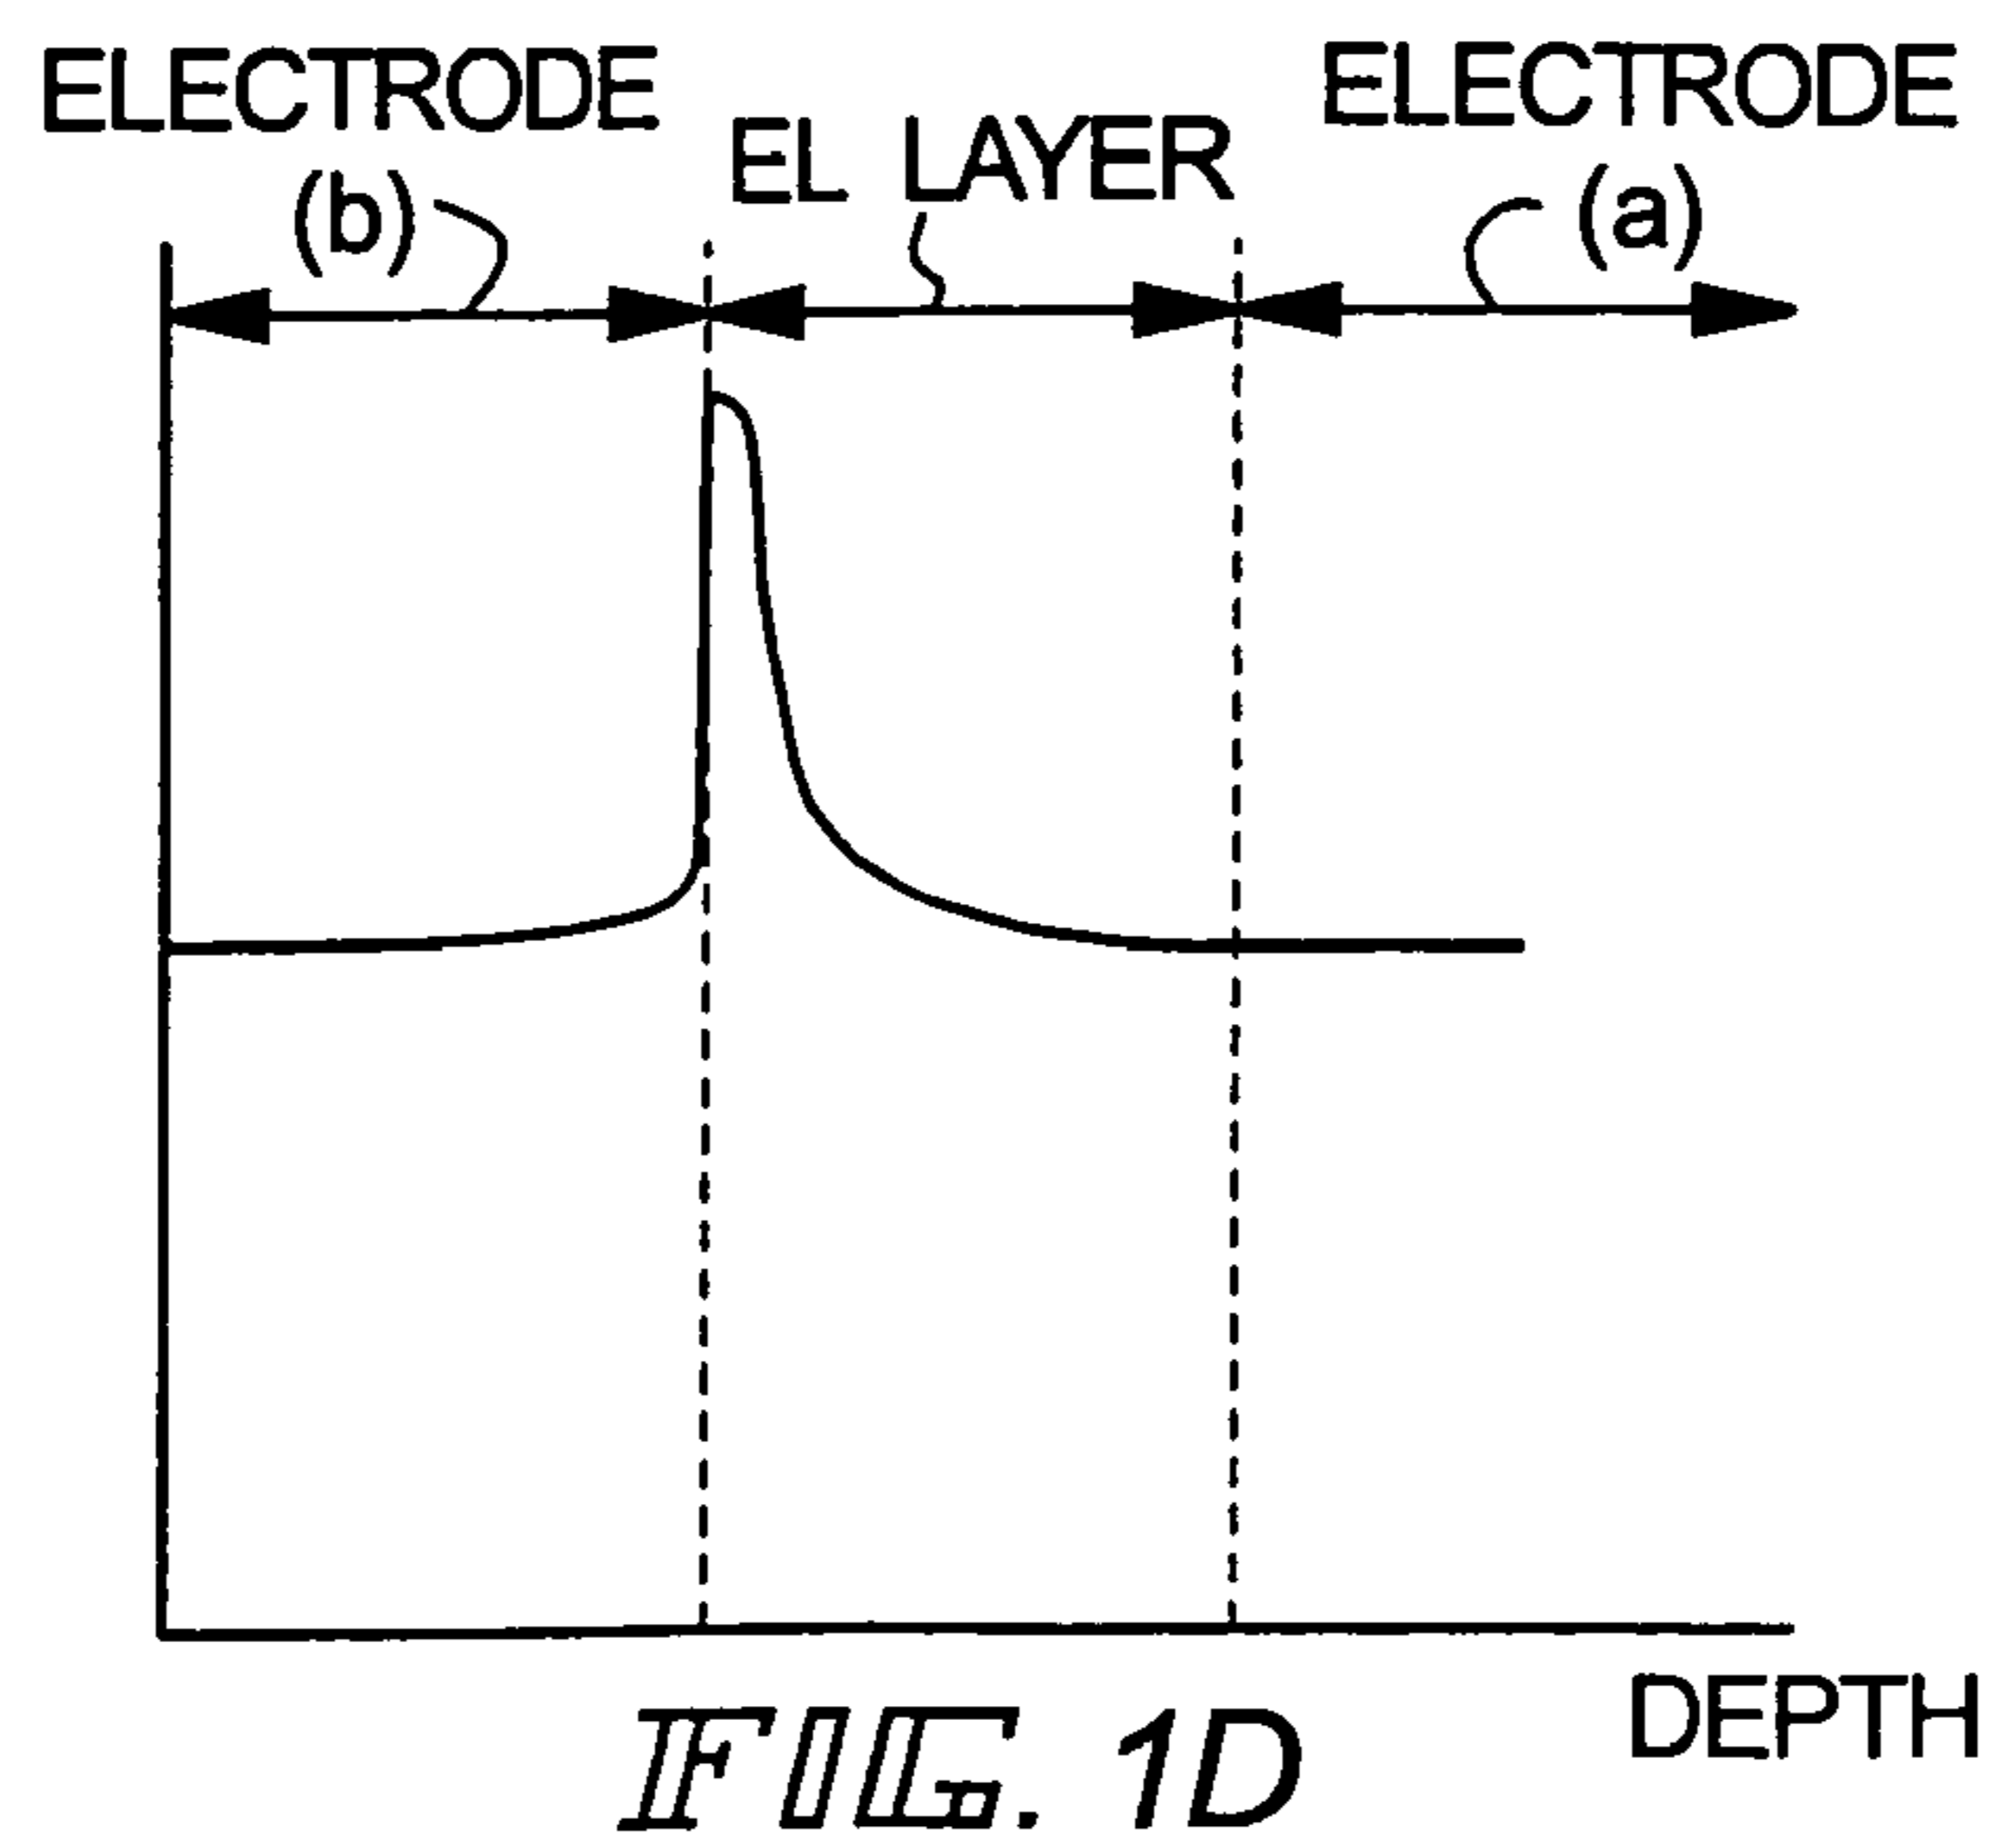 ELECTRODE
(b)
EL LAYER
ELECTRODE
(a)
DEPTH
FIG. 1D